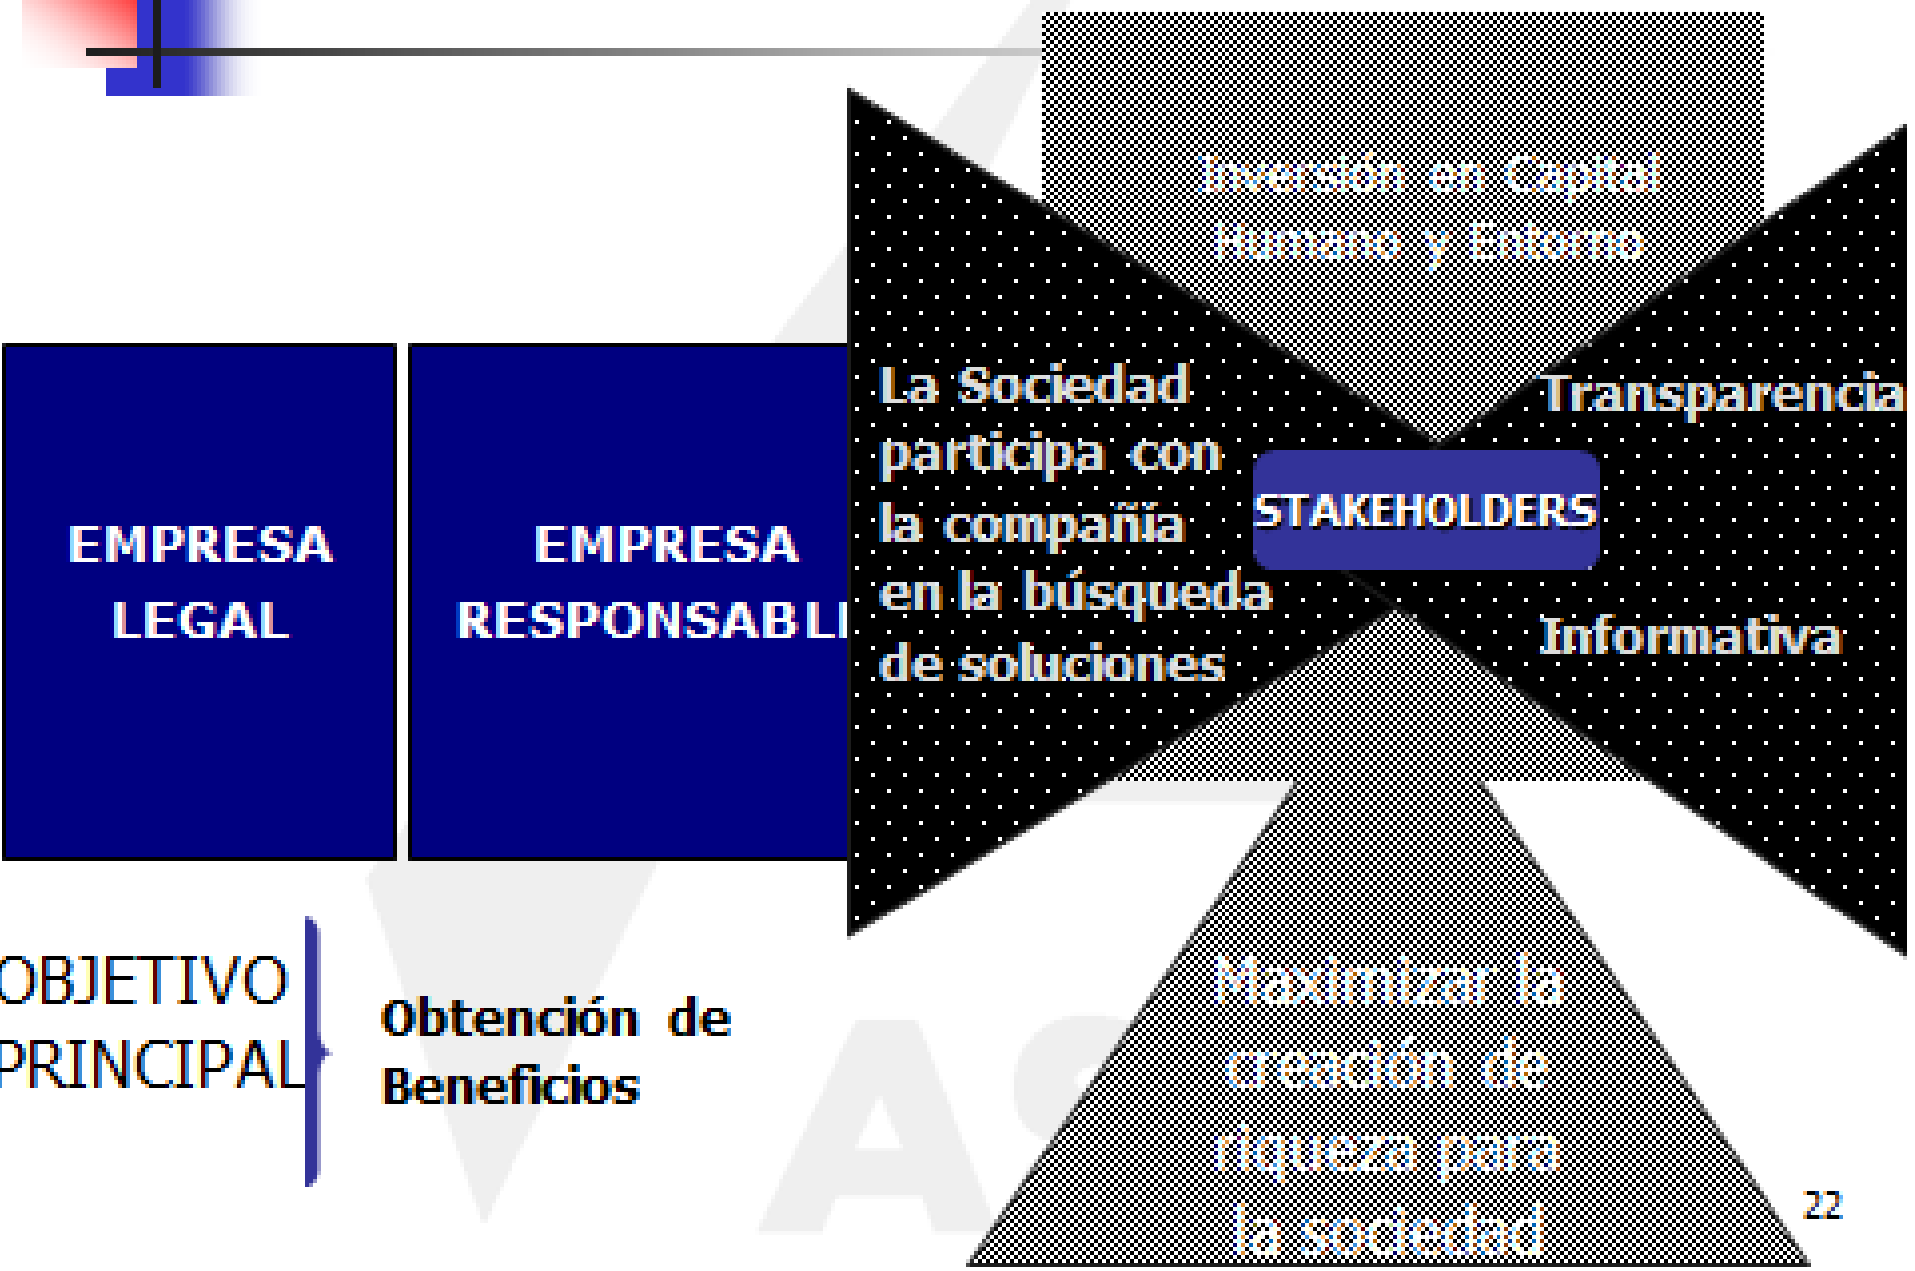 Inversión en Capital
Humano y Entorno
EMPRESA
LEGAL
EMPRESA
RESPONSABLE
La Sociedad
participa con
la compañía
en la búsqueda
de soluciones
STAKEHOLDERS
Transparencia
Informativa
OBJETIVO
PRINCIPAL
Obtención de
Beneficios
Maximizar la
creación de
riqueza para
la sociedad
22